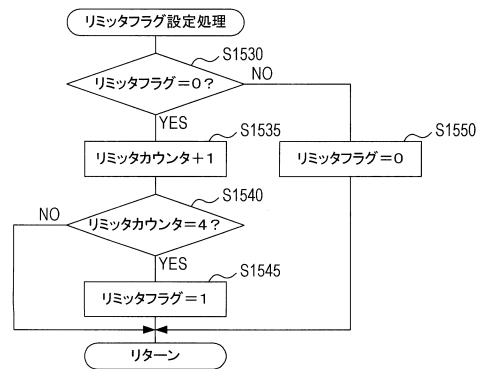 リミッタフラグ設定処理
S1530
リミッタフラグ=0?
NO
YES
S1535
S1550
リミッタカウンタ+1
リミッタフラグ=0
S1540
NO
リミッタカウンタ=4?
YES
S1545
リミッタフラグ=1
リターン